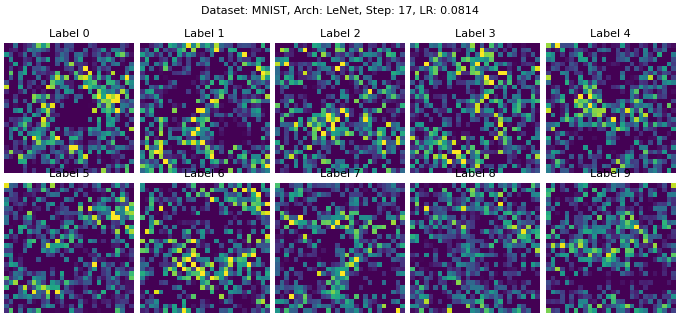 Dataset: MNIST, Arch: LeNet, Step: 17, LR: 0.0814
Label 0 Label 1 Label 2 Label 3 Label 4
Label 5 Label 6 Label 7 Label 8 Label 9